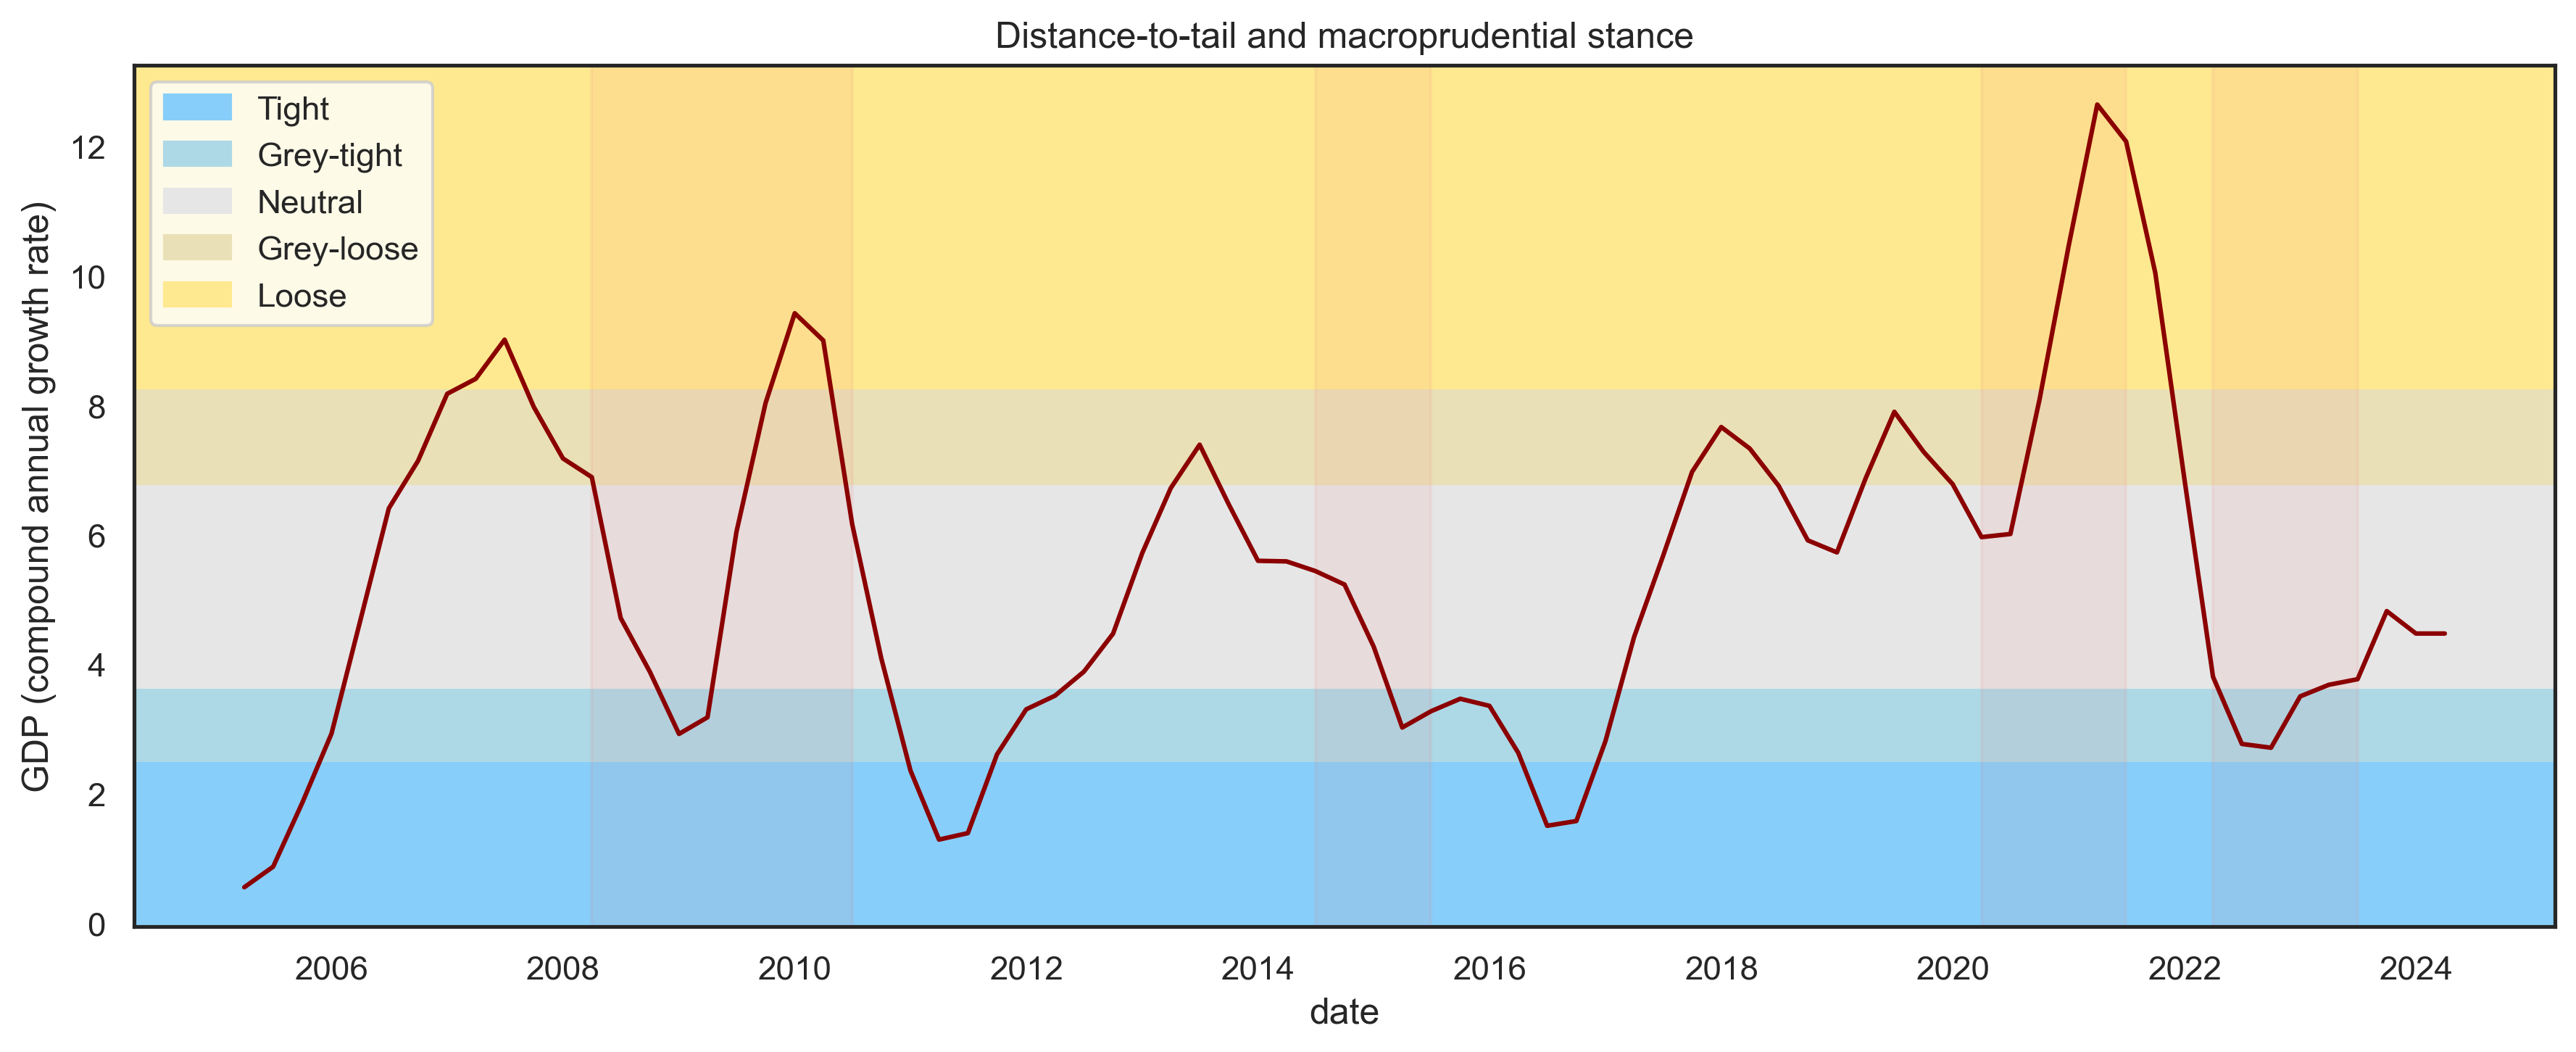 Distance-to-tail and macroprudential stance
GDP (compound annual growth rate)
12
10
8
6
4
2
0
Tight
Grey-tight
Neutral
Grey-loose
Loose
2006 2008 2010 2012 2014 2016 2018 2020 2022 2024
date